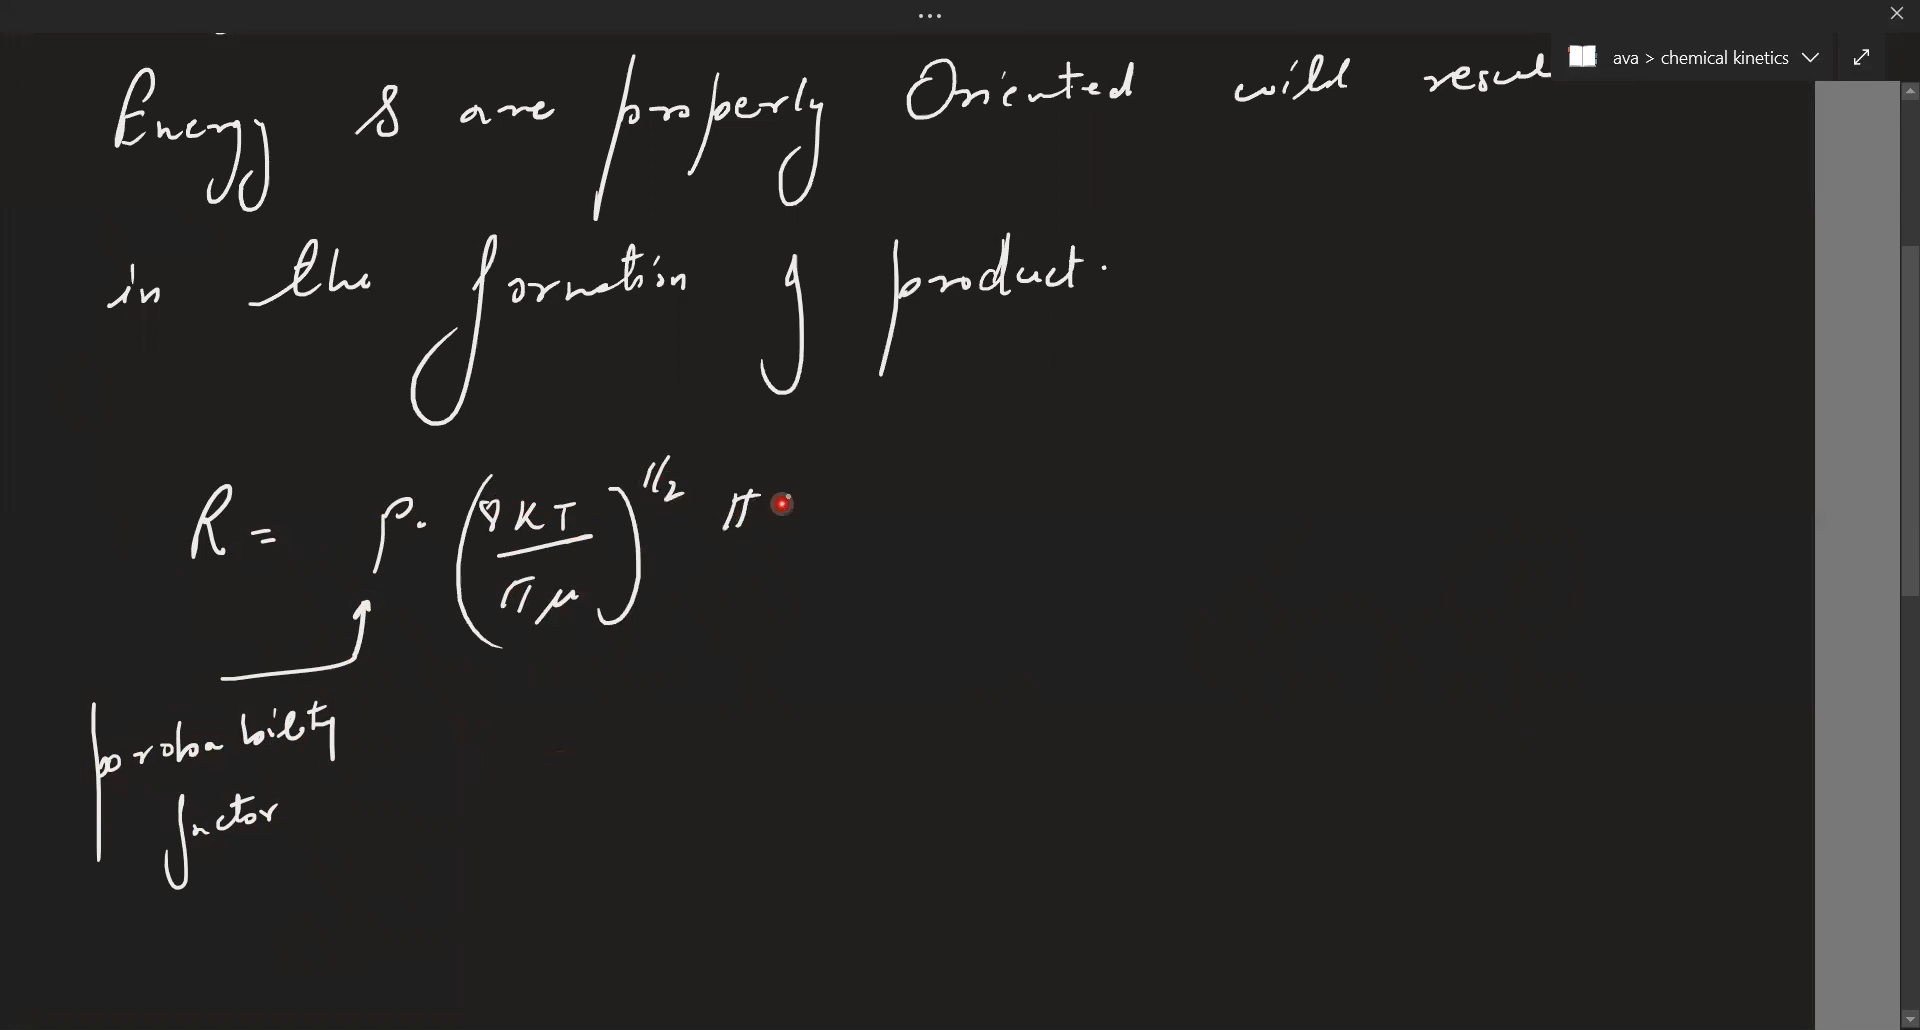 ...
ava > chemical kinetics
Energy & are properly Oriented will resul
in the formation of product.
R = P. (8KT / πμ)^1/2 π
probability
factor